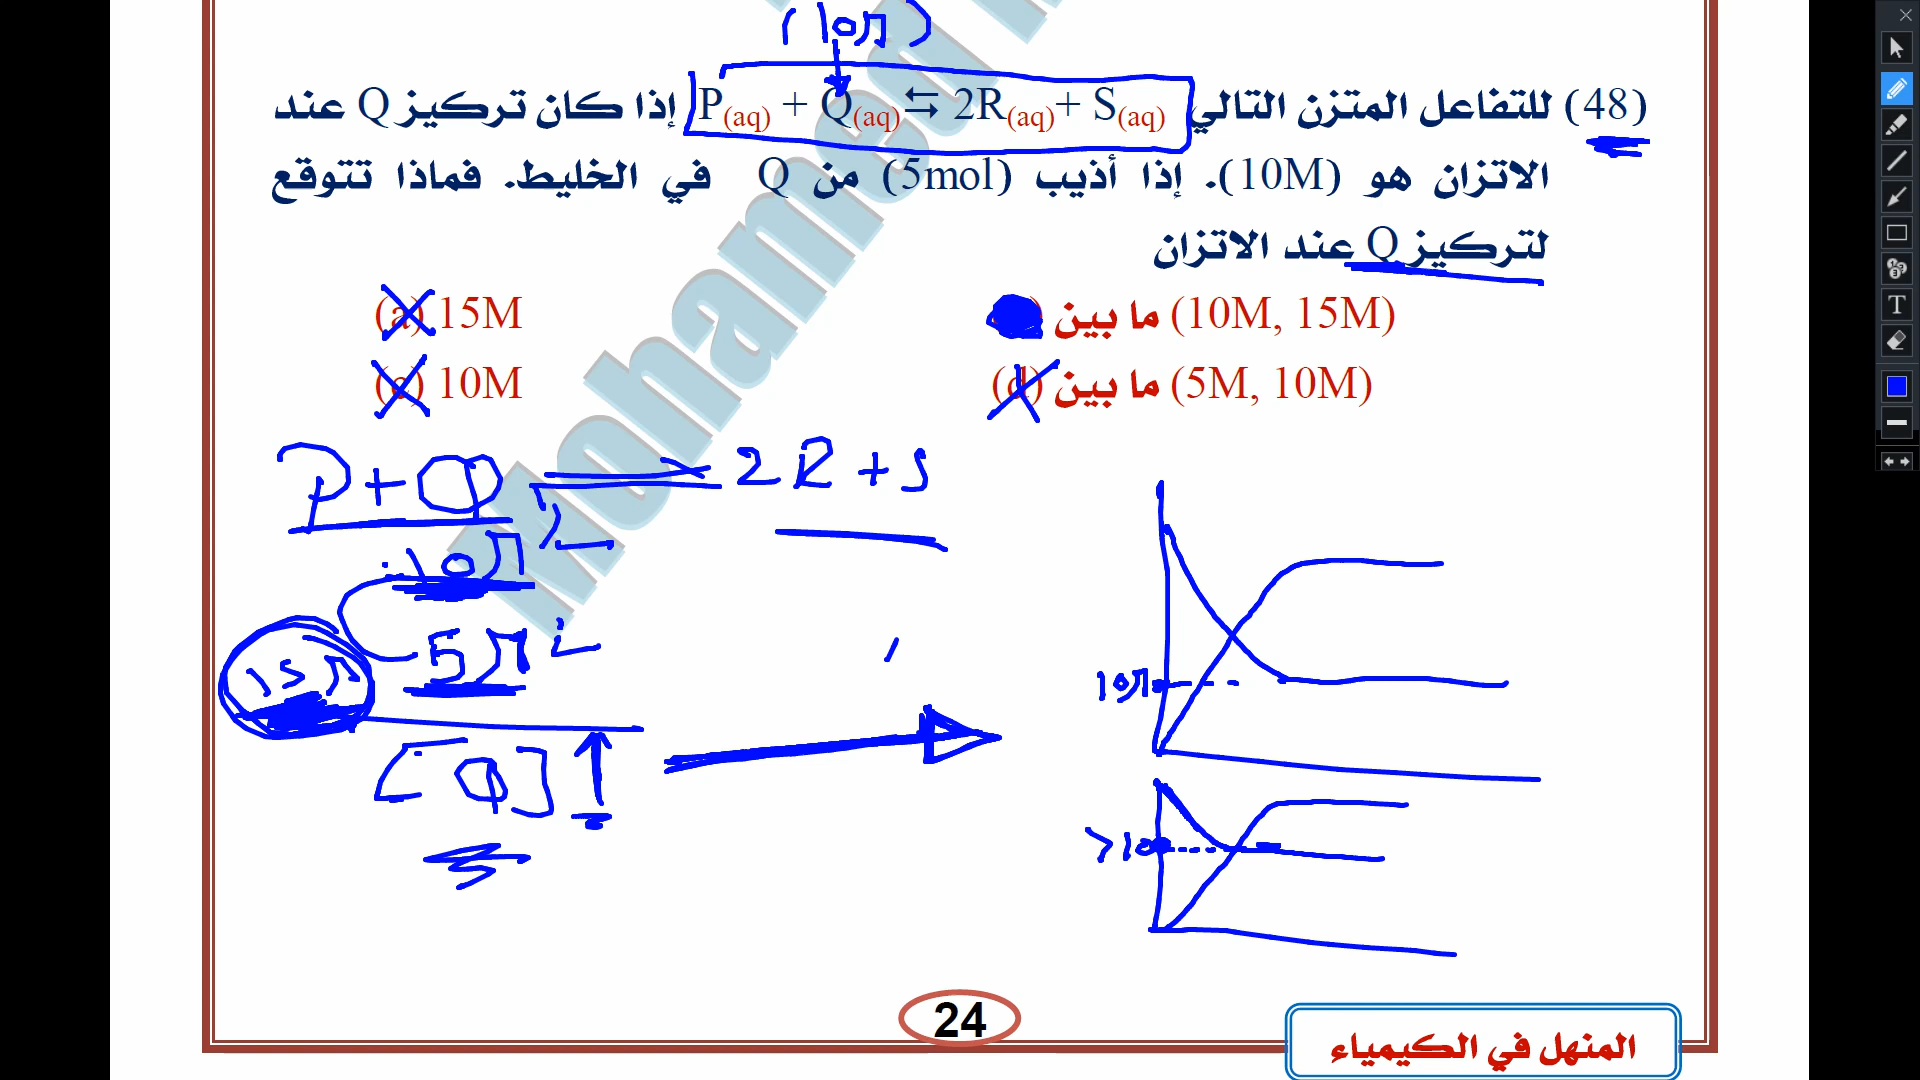 (10M)
(48) للتفاعل المتزن التالي P(aq) + Q(aq) ⇆ 2R(aq) + S(aq) إذا كان تركيز Q عند
الاتزان هو (10M). إذا أذيب (5mol) من Q في الخليط. فماذا تتوقع
لتركيز Q عند الاتزان
(a) 15M
ما بين (10M, 15M)
(c) 10M
(d) ما بين (5M, 10M)
P + Q ⇌ 2R + S
10M
5M
15M
[Q] ↑
10M
>10
Mohamed
24
المنهل في الكيمياء
T